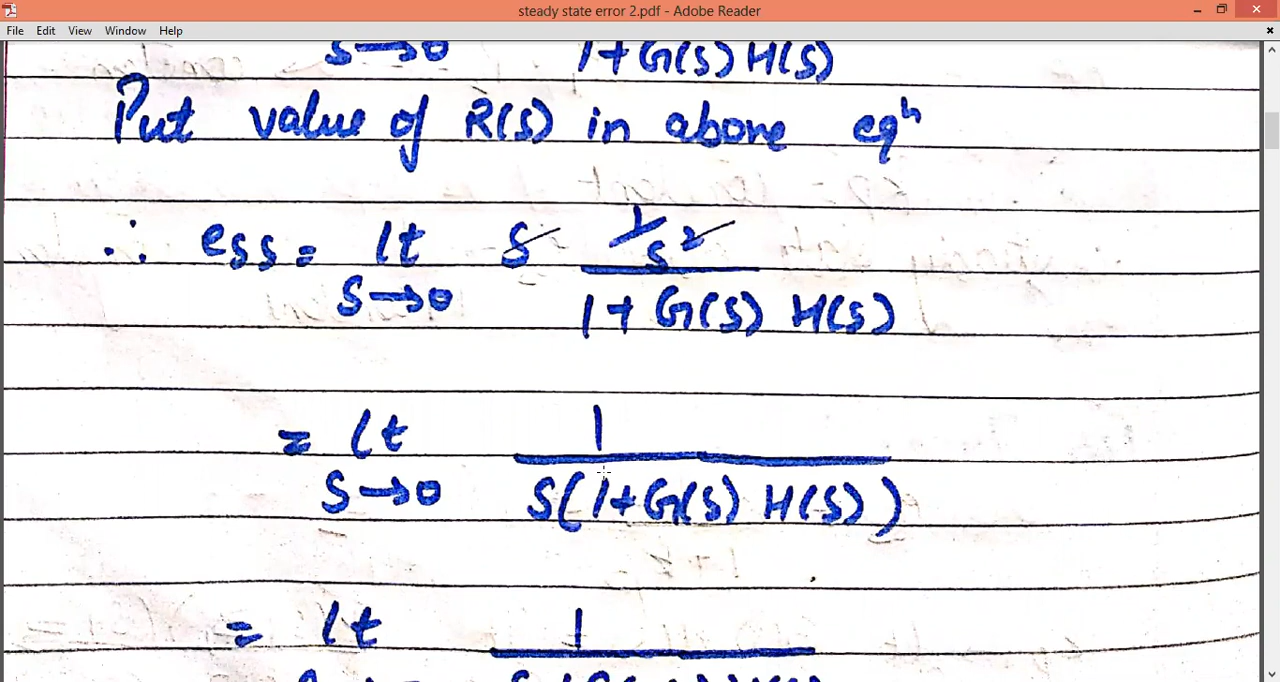 steady state error 2.pdf - Adobe Reader
File Edit View Window Help
S→0 1+G(S)H(S)
Put value of R(S) in above eqⁿ
∴ ess = lt S 1/S²
S→0 1+G(S) H(S)
= lt 1
S→0 S(1+G(S) H(S))
= lt 1